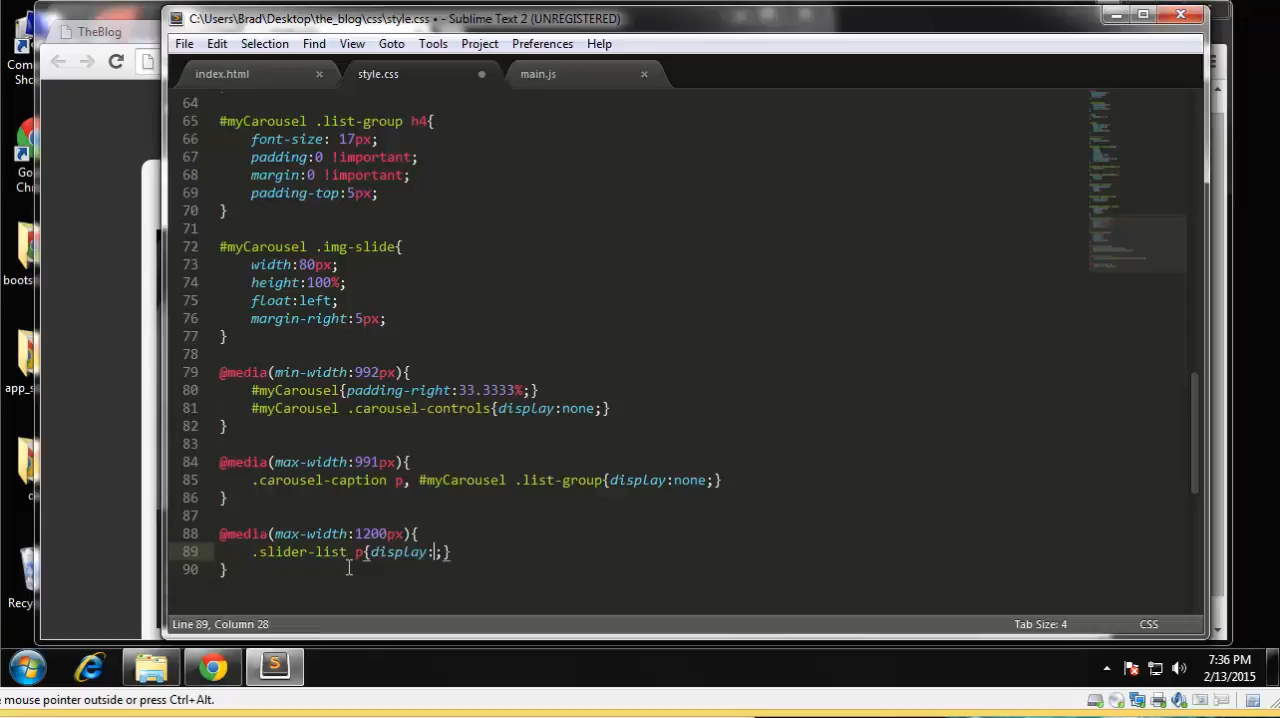 C:\Users\Brad\Desktop\the_blog\css\style.css • - Sublime Text 2 (UNREGISTERED)
TheBlog
File Edit Selection Find View Goto Tools Project Preferences Help
index.html style.css main.js
64
65 #myCarousel .list-group h4{
66 font-size: 17px;
67 padding:0 !important;
68 margin:0 !important;
69 padding-top:5px;
70 }
71
72 #myCarousel .img-slide{
73 width:80px;
74 height:100%;
75 float:left;
76 margin-right:5px;
77 }
78
79 @media(min-width:992px){
80 #myCarousel{padding-right:33.3333%;}
81 #myCarousel .carousel-controls{display:none;}
82 }
83
84 @media(max-width:991px){
85 .carousel-caption p, #myCarousel .list-group{display:none;}
86 }
87
88 @media(max-width:1200px){
89 .slider-list p{display:;}
90 }
Com
Sho
Go
Ch
boots
app_s
d
Recy
Line 89, Column 28 Tab Size: 4 CSS
7:36 PM
2/13/2015
e mouse pointer outside or press Ctrl+Alt.